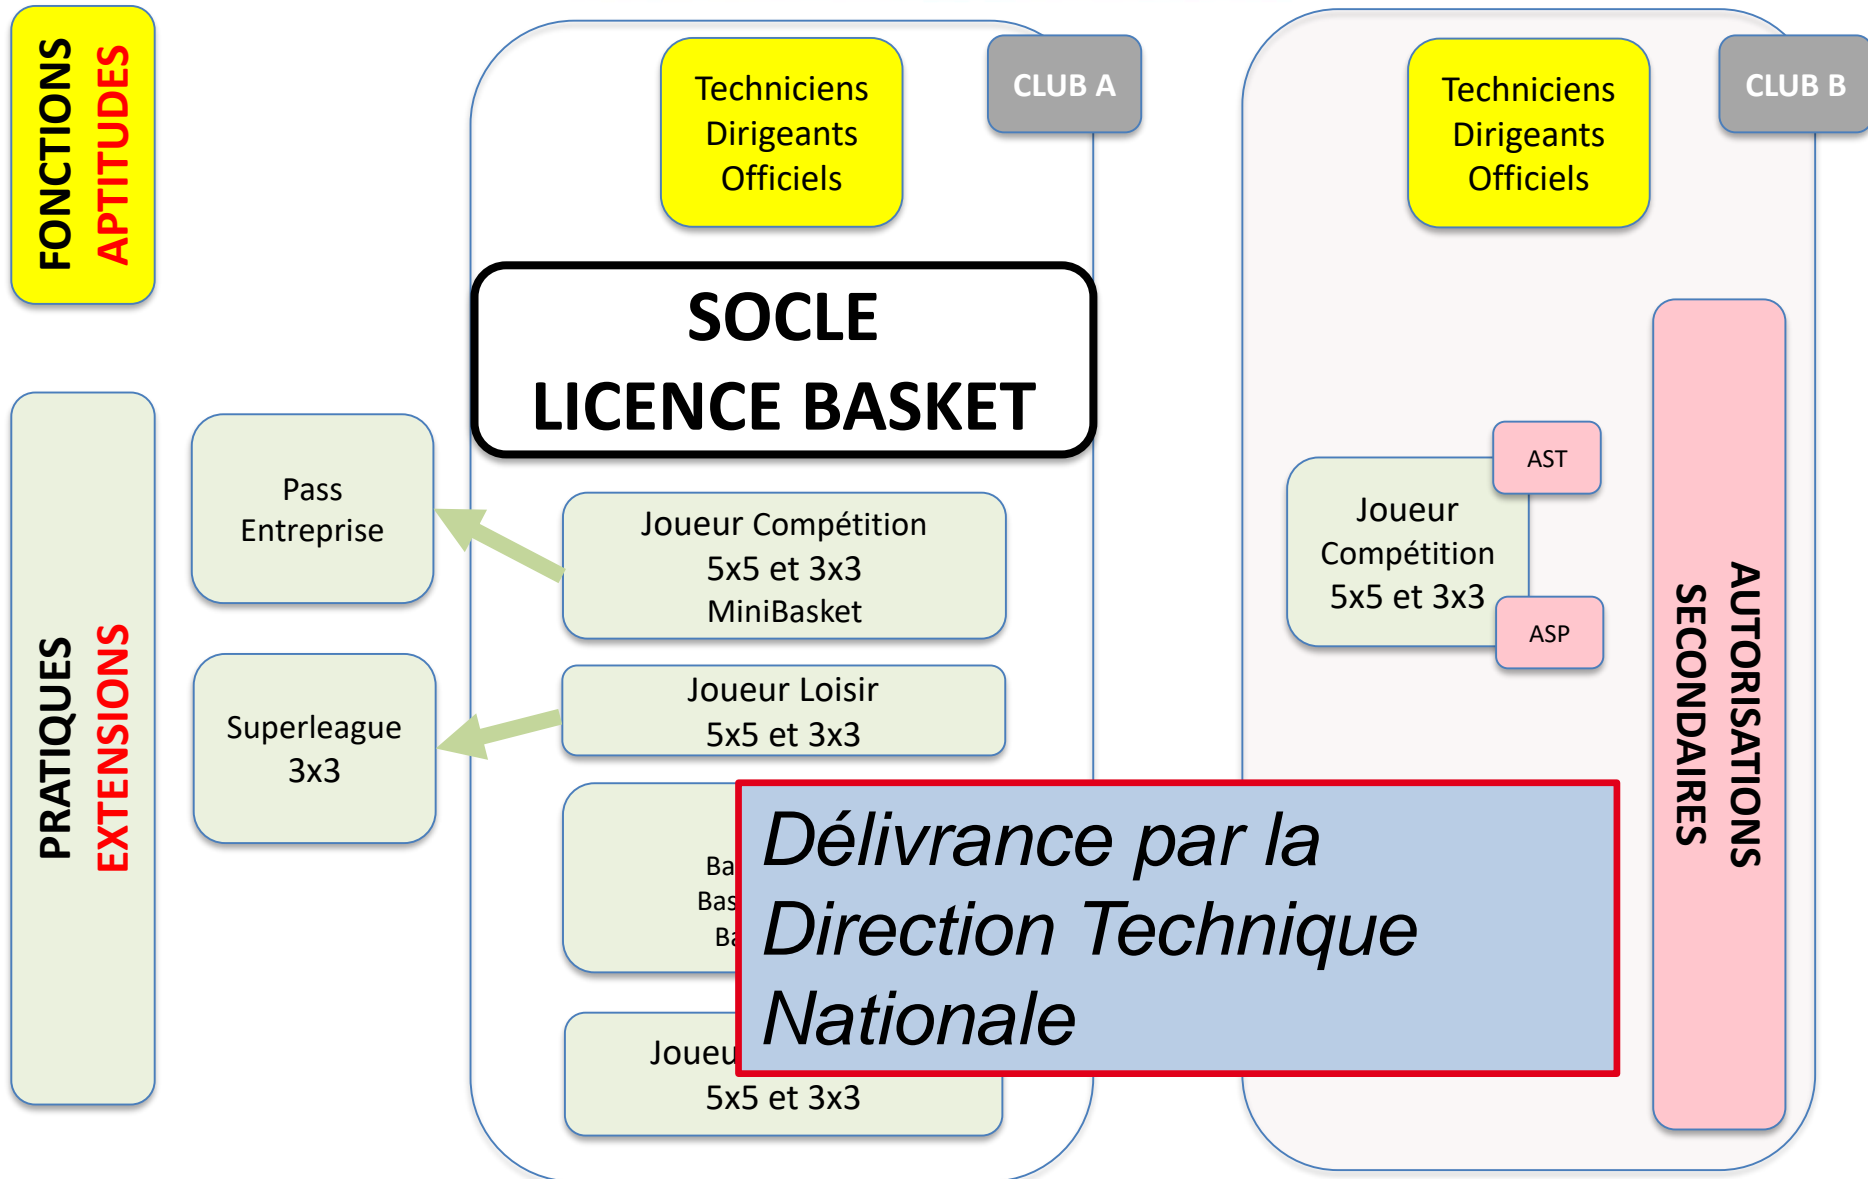 FONCTIONS
APTITUDES
Techniciens
Dirigeants
Officiels
CLUB A
Techniciens
Dirigeants
Officiels
CLUB B
SOCLE
LICENCE BASKET
PRATIQUES
EXTENSIONS
Pass
Entreprise
Superleague
3x3
Joueur Compétition
5x5 et 3x3
MiniBasket
Joueur Loisir
5x5 et 3x3
5x5 et 3x3
Délivrance par la
Direction Technique
Nationale
Joueur
Compétition
5x5 et 3x3
AST
ASP
AUTORISATIONS
SECONDAIRES